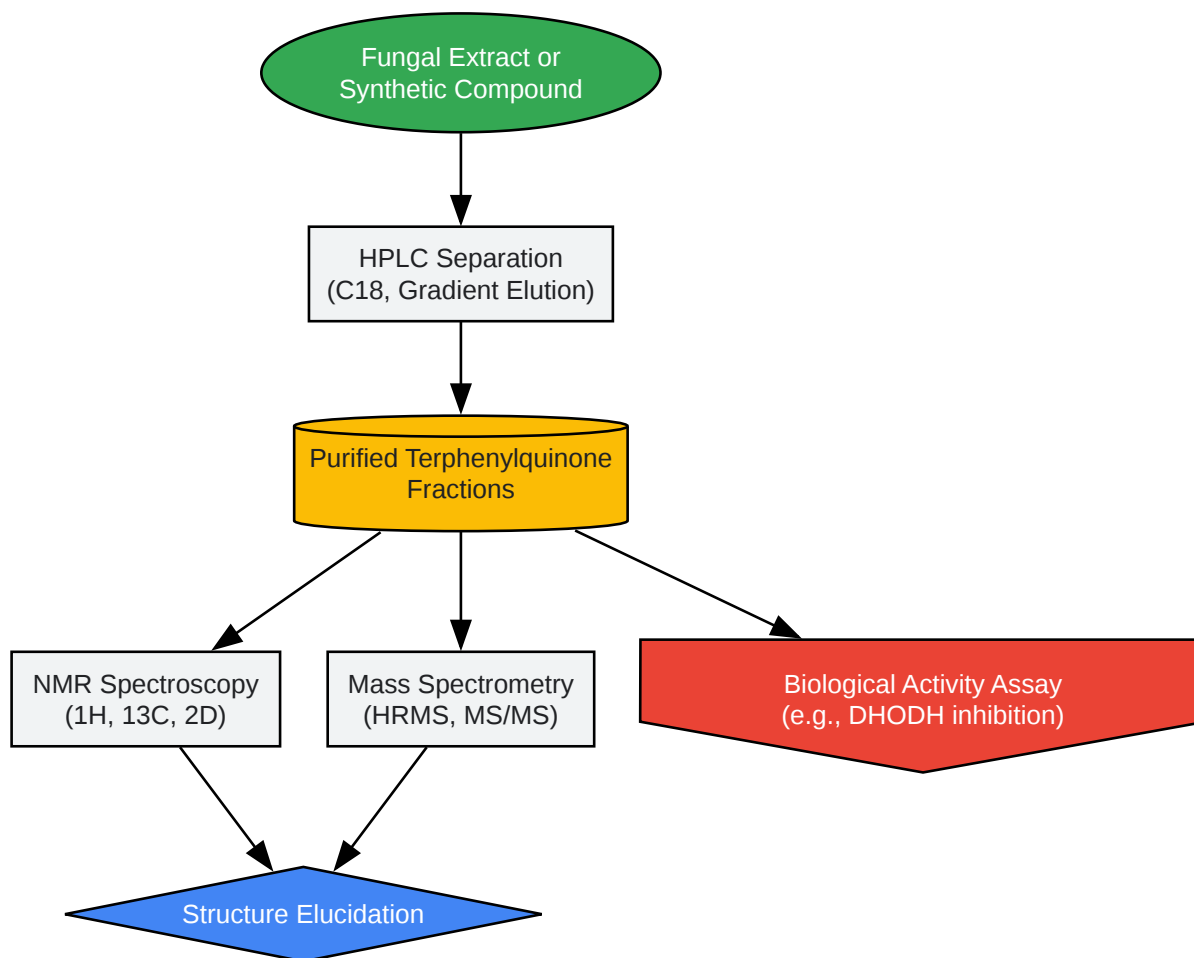 Fungal Extract or
Synthetic Compound
HPLC Separation
(C18, Gradient Elution)
Purified Terphenylquinone
Fractions
NMR Spectroscopy
(1H, 13C, 2D)
Mass Spectrometry
(HRMS, MS/MS)
Biological Activity Assay
(e.g., DHODH inhibition)
Structure Elucidation